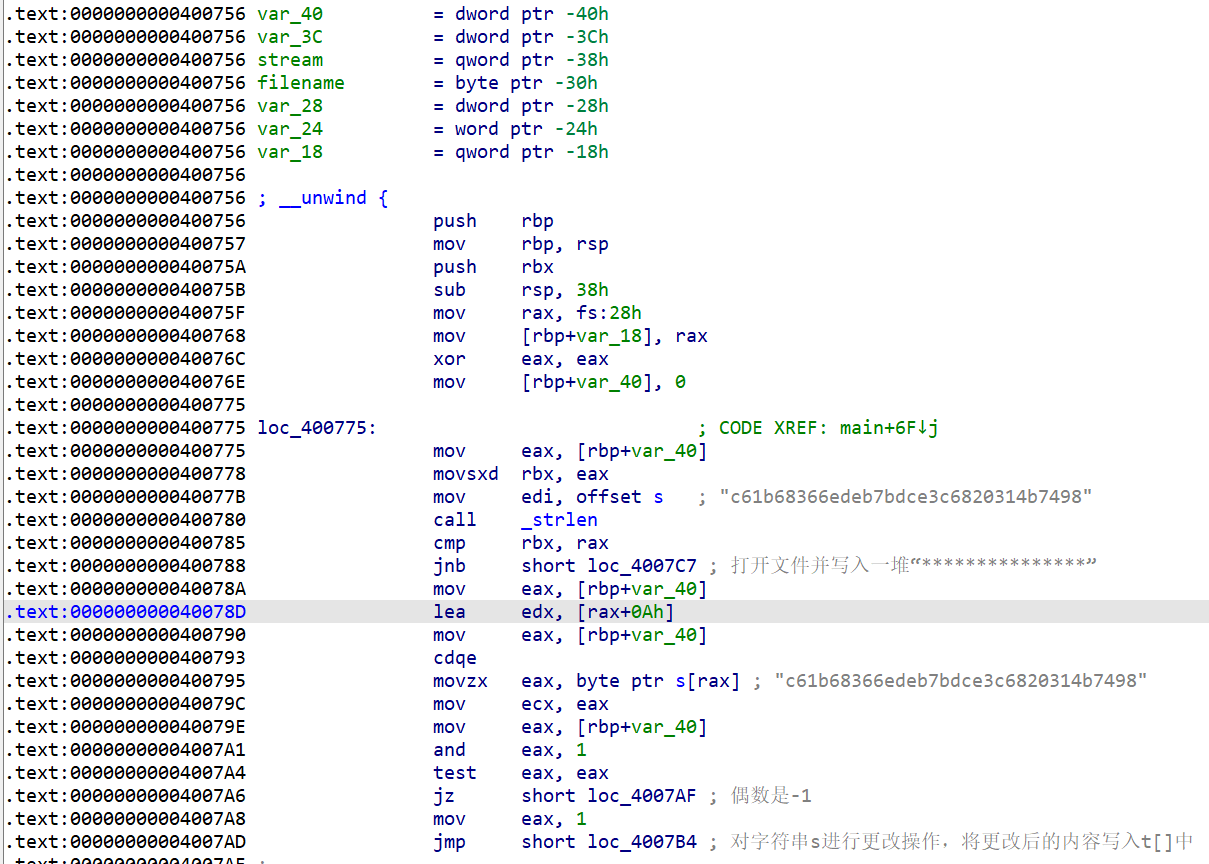 .text:0000000000400756 var_40 = dword ptr -40h
.text:0000000000400756 var_3C = dword ptr -3Ch
.text:0000000000400756 stream = qword ptr -38h
.text:0000000000400756 filename = byte ptr -30h
.text:0000000000400756 var_28 = dword ptr -28h
.text:0000000000400756 var_24 = word ptr -24h
.text:0000000000400756 var_18 = qword ptr -18h
.text:0000000000400756
.text:0000000000400756 ; __unwind {
.text:0000000000400756 push rbp
.text:0000000000400757 mov rbp, rsp
.text:000000000040075A push rbx
.text:000000000040075B sub rsp, 38h
.text:000000000040075F mov rax, fs:28h
.text:0000000000400768 mov [rbp+var_18], rax
.text:000000000040076C xor eax, eax
.text:000000000040076E mov [rbp+var_40], 0
.text:0000000000400775
.text:0000000000400775 loc_400775: ; CODE XREF: main+6F↓j
.text:0000000000400775 mov eax, [rbp+var_40]
.text:0000000000400778 movsxd rbx, eax
.text:000000000040077B mov edi, offset s ; "c61b68366edeb7bdce3c6820314b7498"
.text:0000000000400780 call _strlen
.text:0000000000400785 cmp rbx, rax
.text:0000000000400788 jnb short loc_4007C7 ; 打开文件并写入一堆“***************”
.text:000000000040078A mov eax, [rbp+var_40]
.text:000000000040078D lea edx, [rax+0Ah]
.text:0000000000400790 mov eax, [rbp+var_40]
.text:0000000000400793 cdqe
.text:0000000000400795 movzx eax, byte ptr s[rax] ; "c61b68366edeb7bdce3c6820314b7498"
.text:000000000040079C mov ecx, eax
.text:000000000040079E mov eax, [rbp+var_40]
.text:00000000004007A1 and eax, 1
.text:00000000004007A4 test eax, eax
.text:00000000004007A6 jz short loc_4007AF ; 偶数是-1
.text:00000000004007A8 mov eax, 1
.text:00000000004007AD jmp short loc_4007B4 ; 对字符串s进行更改操作，将更改后的内容写入t[]中